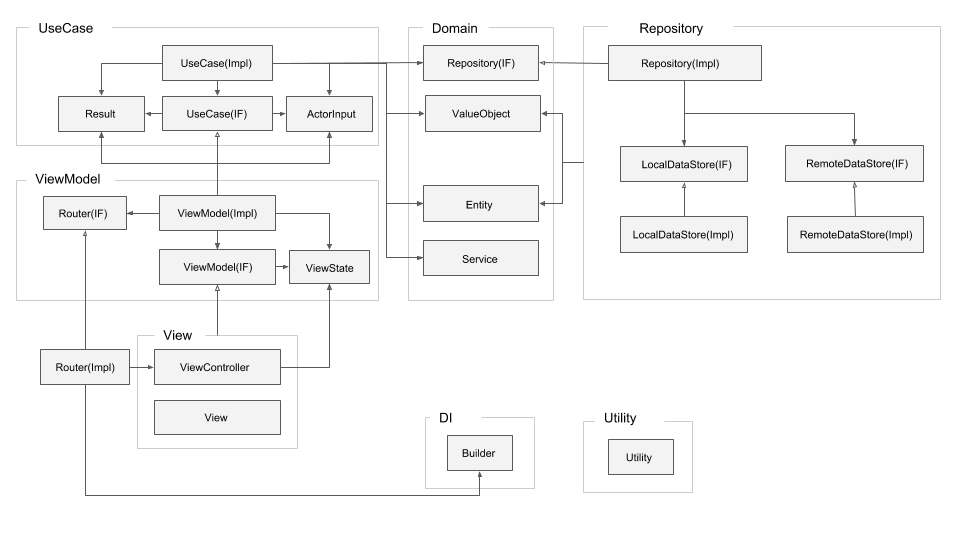 UseCase
UseCase(Impl)
Result
UseCase(IF)
ActorInput
ViewModel
Router(IF)
ViewModel(Impl)
ViewModel(IF)
ViewState
View
Router(Impl)
ViewController
View
Domain
Repository(IF)
ValueObject
Entity
Service
Repository
Repository(Impl)
LocalDataStore(IF)
RemoteDataStore(IF)
LocalDataStore(Impl)
RemoteDataStore(Impl)
DI
Builder
Utility
Utility